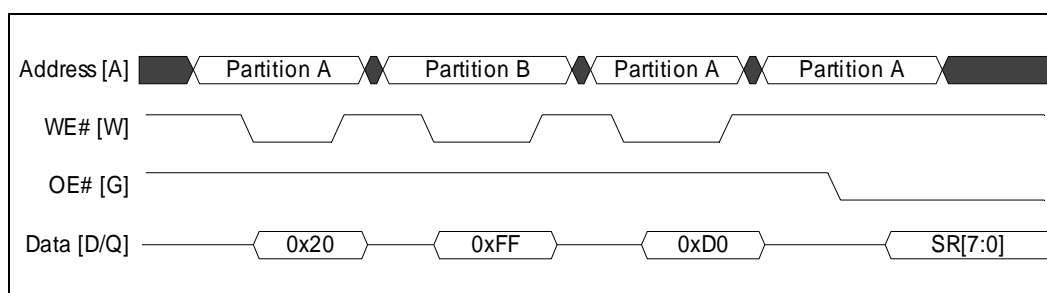 Address [A] Partition A Partition B Partition A Partition A
WE# [W]
OE# [G]
Data [D/Q] 0x20 0xFF 0xD0 SR[7:0]